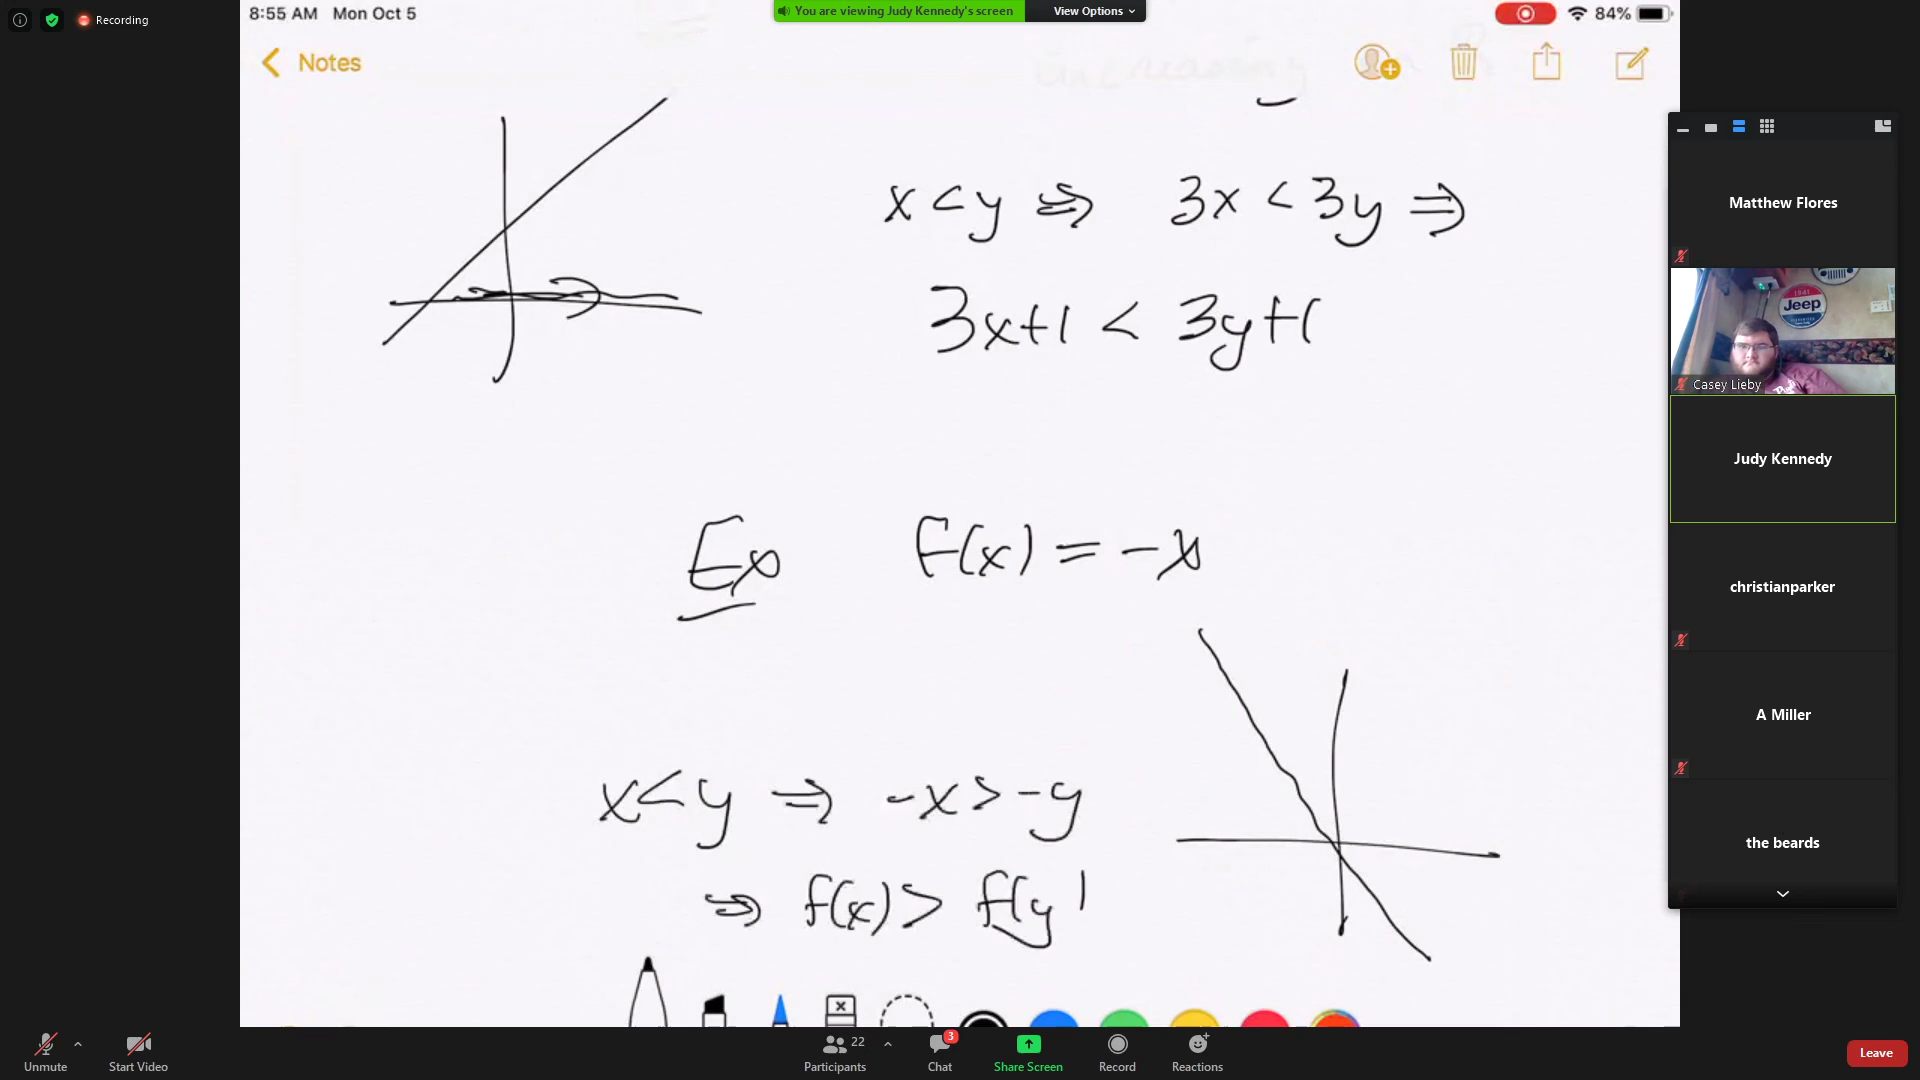 Recording
8:55 AM Mon Oct 5
You are viewing Judy Kennedy's screen
View Options
84%
Notes
increasing
x < y ⇒ 3x < 3y ⇒
3x+1 < 3y+1
Ex f(x) = -x
x < y ⇒ -x > -y
⇒ f(x) > f(y)
Matthew Flores
1941
Jeep
Casey Lieby
Judy Kennedy
christianparker
A Miller
the beards
Unmute
Start Video
Participants
22
Chat
3
Share Screen
Record
Reactions
Leave